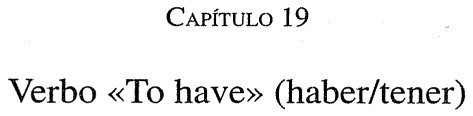 CAPÍTULO 19
Verbo «To have» (haber/tener)